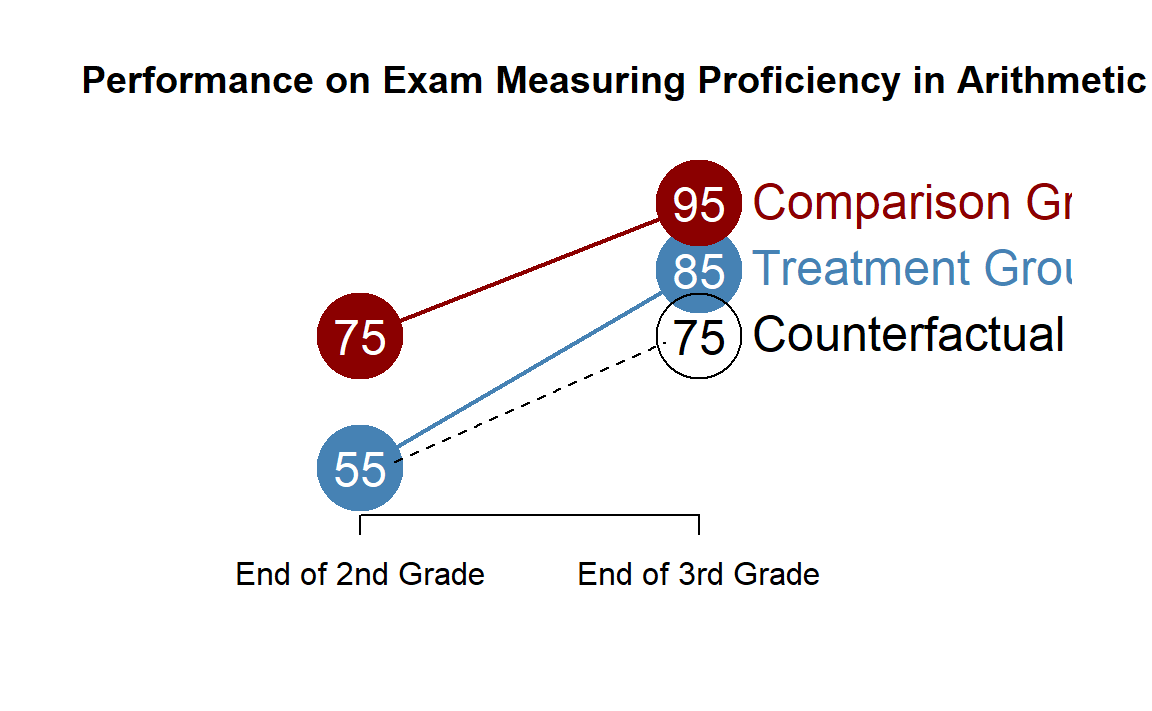 Performance on Exam Measuring Proficiency in Arithmetic
95 Comparison Gr
85 Treatment Grou
75
75 Counterfactual
55
End of 2nd Grade End of 3rd Grade